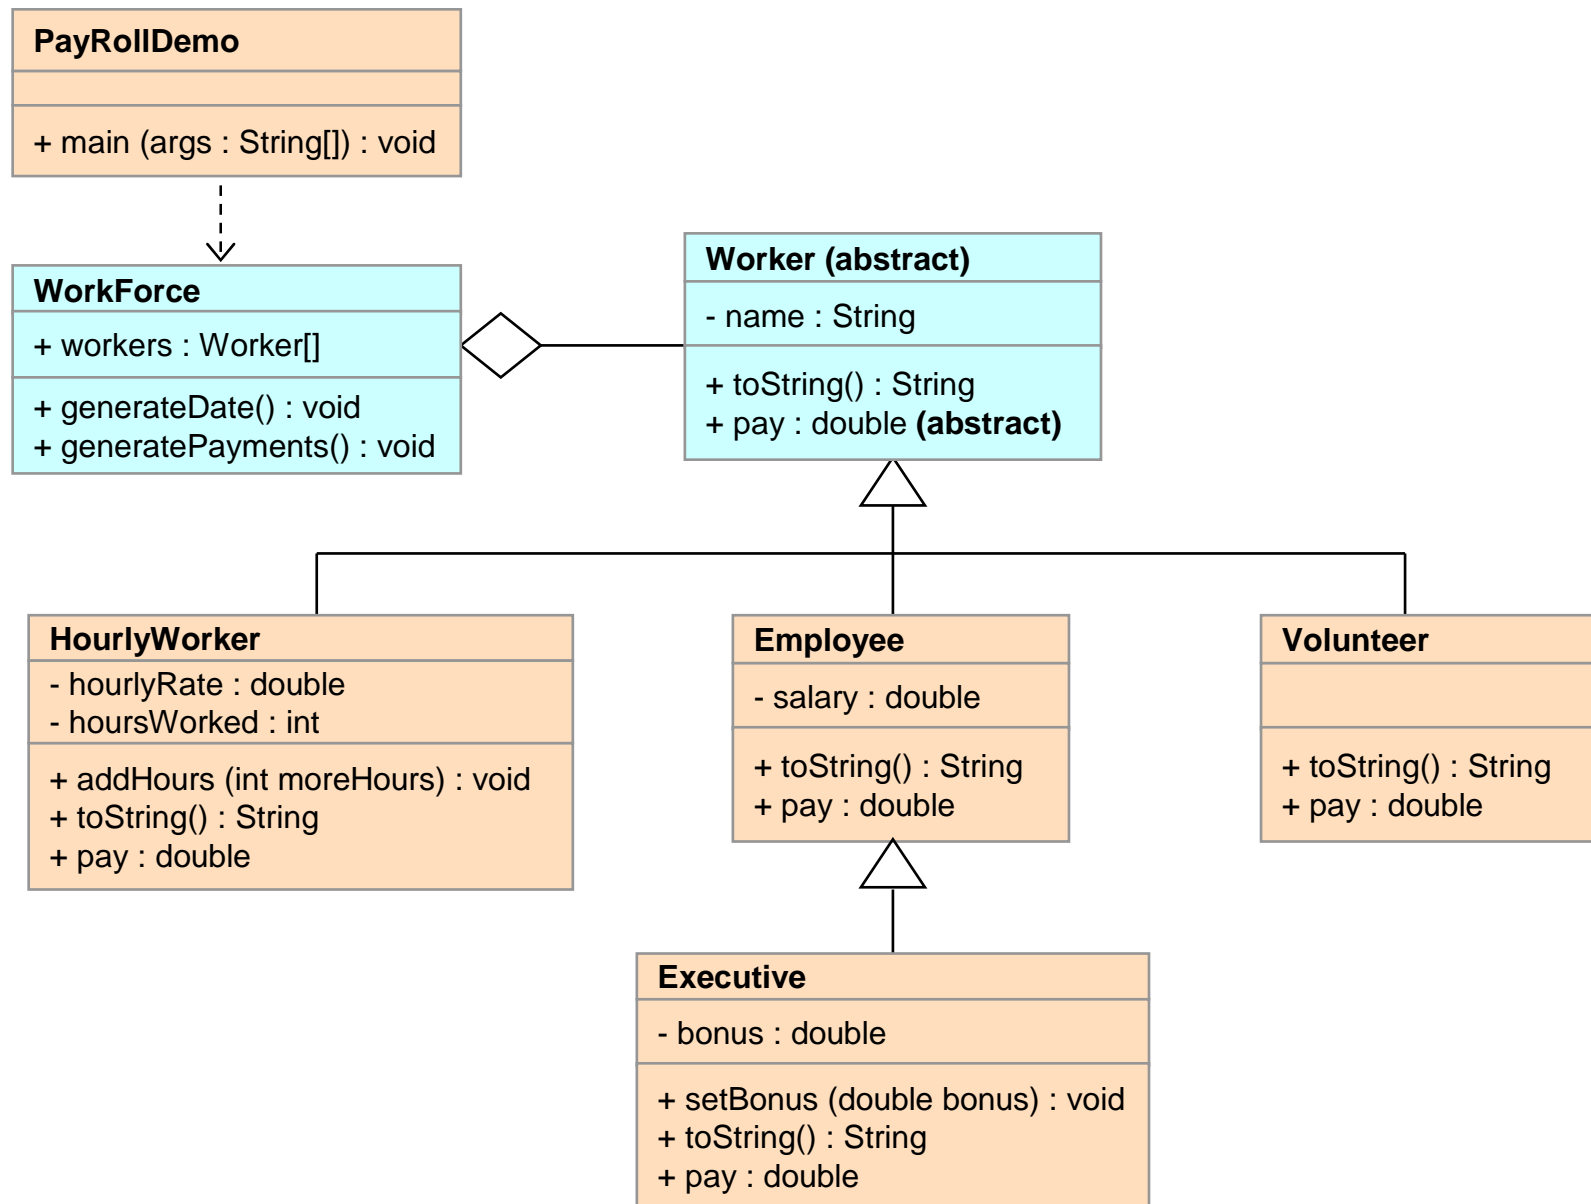 PayRollDemo
+ main (args : String[]) : void
WorkForce
+ workers : Worker[]
+ generateDate() : void
+ generatePayments() : void
Worker (abstract)
- name : String
+ toString() : String
+ pay : double (abstract)
HourlyWorker
- hourlyRate : double
- hoursWorked : int
+ addHours (int moreHours) : void
+ toString() : String
+ pay : double
Employee
- salary : double
+ toString() : String
+ pay : double
Volunteer
+ toString() : String
+ pay : double
Executive
- bonus : double
+ setBonus (double bonus) : void
+ toString() : String
+ pay : double